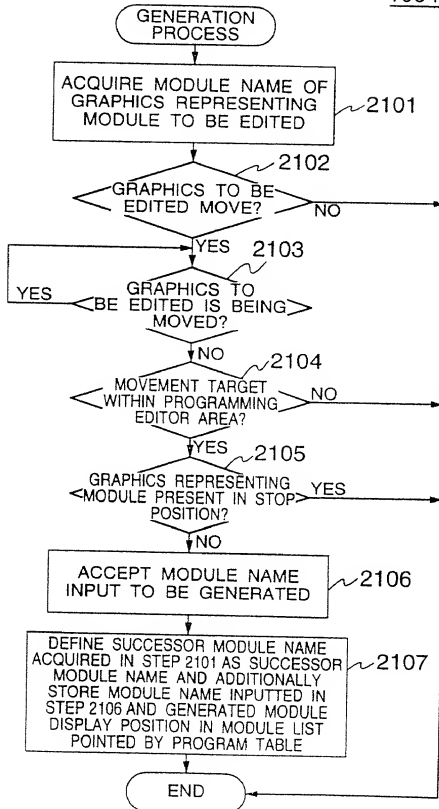 GENERATION
PROCESS
ACQUIRE MODULE NAME OF
GRAPHICS REPRESENTING
MODULE TO BE EDITED
2101
2102
GRAPHICS TO BE
EDITED MOVE?
NO
YES
2103
GRAPHICS TO
BE EDITED IS BEING
MOVED?
YES
NO
2104
MOVEMENT TARGET
WITHIN PROGRAMMING
EDITOR AREA?
NO
YES
2105
GRAPHICS REPRESENTING
MODULE PRESENT IN STOP
POSITION?
YES
NO
ACCEPT MODULE NAME
INPUT TO BE GENERATED
2106
DEFINE SUCCESSOR MODULE NAME
ACQUIRED IN STEP 2101 AS SUCCESSOR
MODULE NAME AND ADDITIONALLY
STORE MODULE NAME INPUTTED IN
STEP 2106 AND GENERATED MODULE
DISPLAY POSITION IN MODULE LIST
POINTED BY PROGRAM TABLE
2107
END